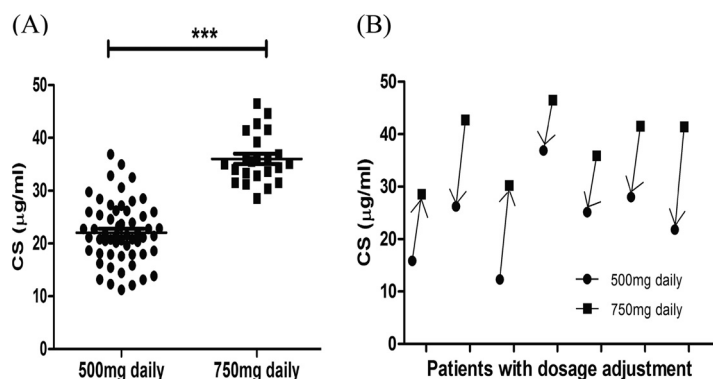 (A)
***
50
40
30
20
10
0
CS (µg/ml)
500mg daily
750mg daily
(B)
50
40
30
20
10
0
CS (µg/ml)
500mg daily
750mg daily
Patients with dosage adjustment